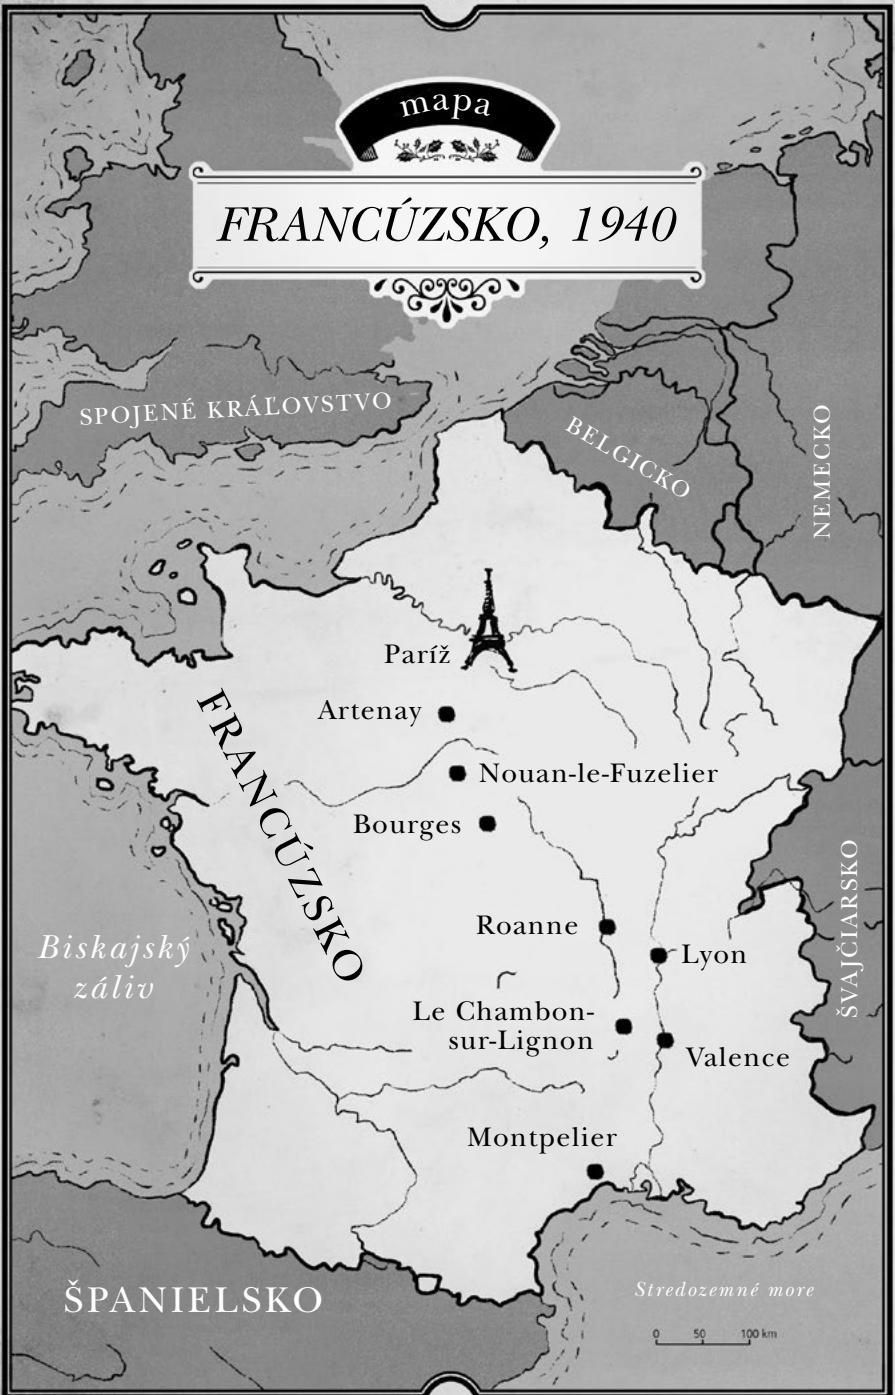 mapa
FRANCÚZSKO, 1940
SPOJENÉ KRÁĽOVSTVO
BELGICKO
NEMECKO
Paríž
Artenay
FRANCÚZSKO
Nouan-le-Fuzelier
Bourges
Roanne
Lyon
ŠVAJČIARSKO
Biskajský
záliv
Le Chambon-
sur-Lignon
Valence
Montpelier
ŠPANIELSKO
Stredozemné more
0 50 100 km